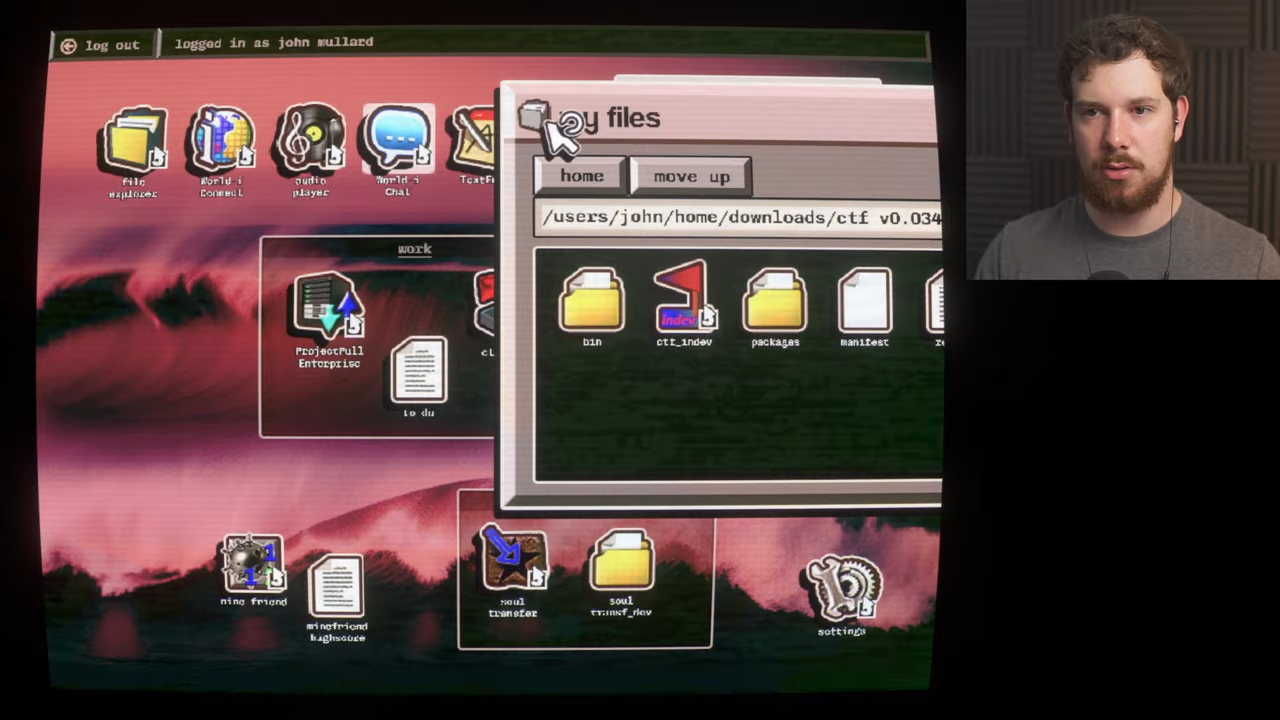 log out
logged in as john mullard
file
explorer
World i
Connect
audio
player
World i
Chat
work
ProjectPull
Enterprise
to do
my files
home
move up
/users/john/home/downloads/ctf v0.034
bin
indev
ctf_indev
packages
manifest
mine friend
minefriend
highscore
soul
transfer
soul
transf_dev
settings